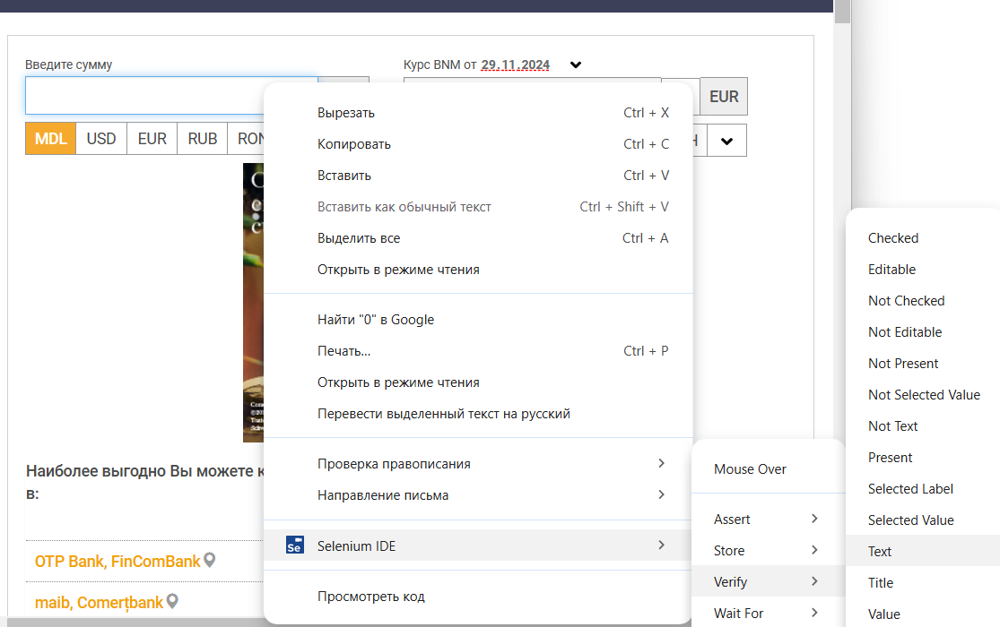 Введите сумму
Курс BNM от 29.11.2024
EUR
MDL USD EUR RUB RON
Вырезать Ctrl + X
Копировать Ctrl + C
Вставить Ctrl + V
Вставить как обычный текст Ctrl + Shift + V
Выделить все Ctrl + A
Открыть в режиме чтения
Найти "0" в Google
Печать... Ctrl + P
Открыть в режиме чтения
Перевести выделенный текст на русский
Проверка правописания
Направление письма
Se Selenium IDE
Просмотреть код
Mouse Over
Assert
Store
Verify
Wait For
Checked
Editable
Not Checked
Not Editable
Not Present
Not Selected Value
Not Text
Present
Selected Label
Selected Value
Text
Title
Value
Наиболее выгодно Вы можете к
в:
OTP Bank, FinComBank
maib, Comerțbank